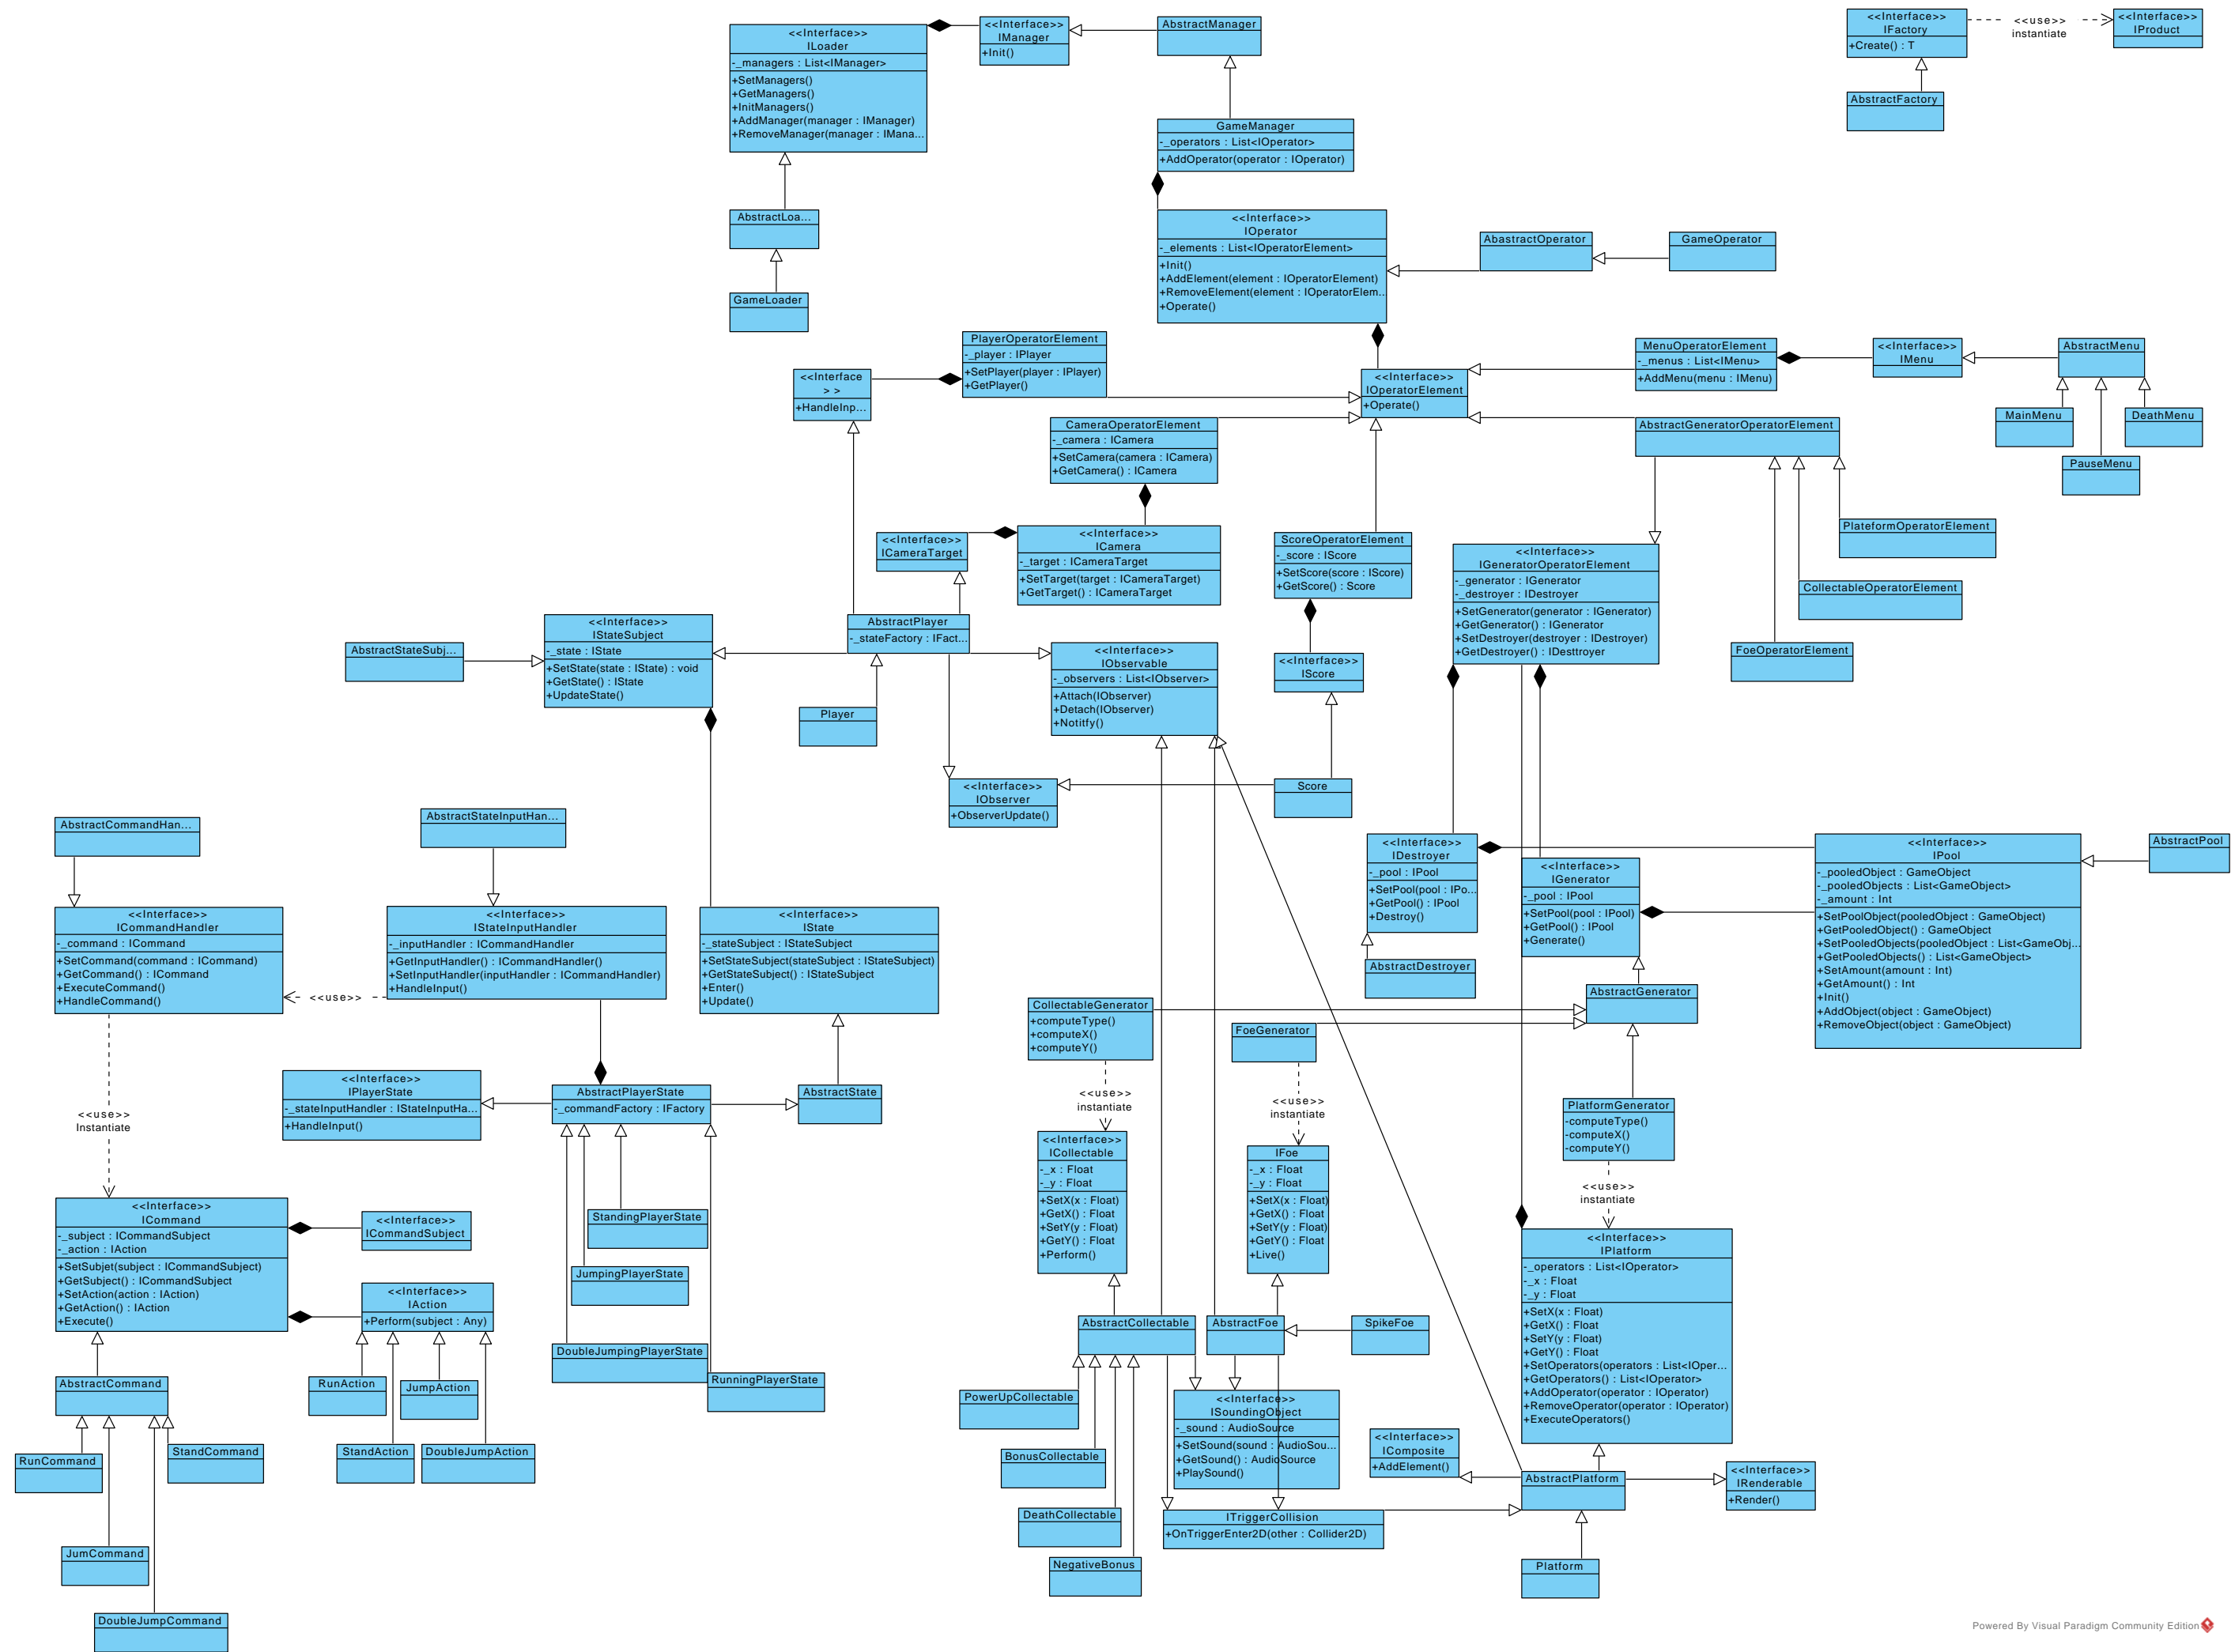 <<Interface>>
ILoader
-_managers : List<IManager>
+SetManagers()
+GetManagers()
+InitManagers()
+AddManager(manager : IManager)
+RemoveManager(manager : IMana...
<<Interface>>
IManager
+Init()
AbstractManager
<<Interface>>
IFactory
+Create() : T
<<use>>
instantiate
<<Interface>>
IProduct
AbstractFactory
GameManager
-_operators : List<IOperator>
+AddOperator(operator : IOperator)
AbstractLoa...
GameLoader
<<Interface>>
IOperator
-_elements : List<IOperatorElement>
+Init()
+AddElement(element : IOperatorElement)
+RemoveElement(element : IOperatorElem...
+Operate()
AbastractOperator
GameOperator
PlayerOperatorElement
-_player : IPlayer
+SetPlayer(player : IPlayer)
+GetPlayer()
<<Interface
> >
+HandleInp...
<<Interface>>
IOperatorElement
+Operate()
MenuOperatorElement
-_menus : List<IMenu>
+AddMenu(menu : IMenu)
<<Interface>>
IMenu
AbstractMenu
MainMenu
DeathMenu
PauseMenu
CameraOperatorElement
-_camera : ICamera
+SetCamera(camera : ICamera)
+GetCamera() : ICamera
AbstractGeneratorOperatorElement
<<Interface>>
ICameraTarget
<<Interface>>
ICamera
-_target : ICameraTarget
+SetTarget(target : ICameraTarget)
+GetTarget() : ICameraTarget
ScoreOperatorElement
-_score : IScore
+SetScore(score : IScore)
+GetScore() : Score
<<Interface>>
IGeneratorOperatorElement
-_generator : IGenerator
-_destroyer : IDestroyer
+SetGenerator(generator : IGenerator)
+GetGenerator() : IGenerator
+SetDestroyer(destroyer : IDestroyer)
+GetDestroyer() : IDesttroyer
PlateformOperatorElement
CollectableOperatorElement
FoeOperatorElement
AbstractStateSubj...
<<Interface>>
IStateSubject
-_state : IState
+SetState(state : IState) : void
+GetState() : IState
+UpdateState()
AbstractPlayer
-_stateFactory : IFact...
Player
<<Interface>>
IObservable
-_observers : List<IObserver>
+Attach(IObserver)
+Detach(IObserver)
+Notitfy()
<<Interface>>
IScore
<<Interface>>
IObserver
+ObserverUpdate()
Score
AbstractCommandHan...
AbstractStateInputHan...
<<Interface>>
ICommandHandler
-_command : ICommand
+SetCommand(command : ICommand)
+GetCommand() : ICommand
+ExecuteCommand()
+HandleCommand()
<<use>>
<<Interface>>
IStateInputHandler
-_inputHandler : ICommandHandler
+GetInputHandler() : ICommandHandler()
+SetInputHandler(inputHandler : ICommandHandler)
+HandleInput()
<<Interface>>
IState
-_stateSubject : IStateSubject
+SetStateSubject(stateSubject : IStateSubject)
+GetStateSubject() : IStateSubject
+Enter()
+Update()
<<Interface>>
IDestroyer
-_pool : IPool
+SetPool(pool : IPo...
+GetPool() : IPool
+Destroy()
AbstractDestroyer
<<Interface>>
IGenerator
-_pool : IPool
+SetPool(pool : IPool)
+GetPool() : IPool
+Generate()
<<Interface>>
IPool
-_pooledObject : GameObject
-_pooledObjects : List<GameObject>
-_amount : Int
+SetPoolObject(pooledObject : GameObject)
+GetPooledObject() : GameObject
+SetPooledObjects(pooledObject : List<GameObj...
+GetPooledObjects() : List<GameObject>
+SetAmount(amount : Int)
+GetAmount() : Int
+Init()
+AddObject(object : GameObject)
+RemoveObject(object : GameObject)
AbstractPool
AbstractGenerator
CollectableGenerator
+computeType()
+computeX()
+computeY()
FoeGenerator
PlatformGenerator
-computeType()
-computeX()
-computeY()
<<use>>
instantiate
<<use>>
instantiate
<<use>>
instantiate
<<use>>
Instantiate
<<Interface>>
IPlayerState
-_stateInputHandler : IStateInputHa...
+HandleInput()
AbstractPlayerState
-_commandFactory : IFactory
AbstractState
StandingPlayerState
JumpingPlayerState
DoubleJumpingPlayerState
RunningPlayerState
<<Interface>>
ICommand
-_subject : ICommandSubject
-_action : IAction
+SetSubjet(subject : ICommandSubject)
+GetSubject() : ICommandSubject
+SetAction(action : IAction)
+GetAction() : IAction
+Execute()
<<Interface>>
ICommandSubject
<<Interface>>
IAction
+Perform(subject : Any)
AbstractCommand
RunCommand
StandCommand
JumCommand
DoubleJumpCommand
RunAction
JumpAction
StandAction
DoubleJumpAction
<<Interface>>
ICollectable
-_x : Float
-_y : Float
+SetX(x : Float)
+GetX() : Float
+SetY(y : Float)
+GetY() : Float
+Perform()
IFoe
-_x : Float
-_y : Float
+SetX(x : Float)
+GetX() : Float
+SetY(y : Float)
+GetY() : Float
+Live()
<<Interface>>
IPlatform
-_operators : List<IOperator>
-_x : Float
-_y : Float
+SetX(x : Float)
+GetX() : Float
+SetY(y : Float)
+GetY() : Float
+SetOperators(operators : List<IOper...
+GetOperators() : List<IOperator>
+AddOperator(operator : IOperator)
+RemoveOperator(operator : IOperator)
+ExecuteOperators()
AbstractCollectable
AbstractFoe
SpikeFoe
PowerUpCollectable
BonusCollectable
DeathCollectable
NegativeBonus
<<Interface>>
ISoundingObject
-_sound : AudioSource
+SetSound(sound : AudioSou...
+GetSound() : AudioSource
+PlaySound()
ITriggerCollision
+OnTriggerEnter2D(other : Collider2D)
<<Interface>>
IComposite
+AddElement()
AbstractPlatform
<<Interface>>
IRenderable
+Render()
Platform
Powered By Visual Paradigm Community Edition